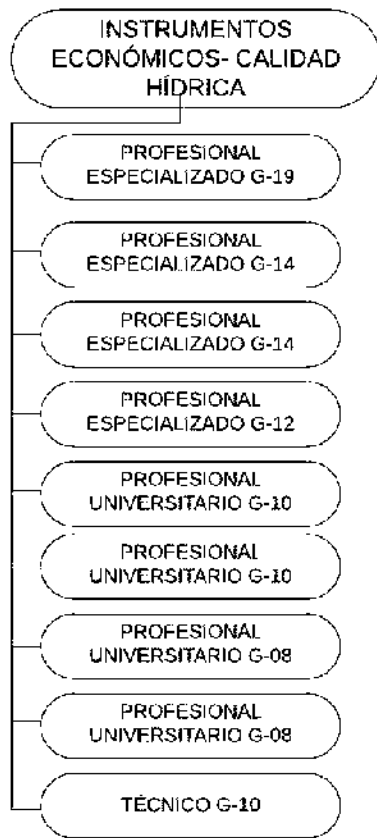 INSTRUMENTOS
ECONÓMICOS- CALIDAD
HÍDRICA
PROFESIONAL
ESPECIALIZADO G-19
PROFESIONAL
ESPECIALIZADO G-14
PROFESIONAL
ESPECIALIZADO G-14
PROFESIONAL
ESPECIALIZADO G-12
PROFESIONAL
UNIVERSITARIO G-10
PROFESIONAL
UNIVERSITARIO G-10
PROFESIONAL
UNIVERSITARIO G-08
PROFESIONAL
UNIVERSITARIO G-08
TÉCNICO G-10